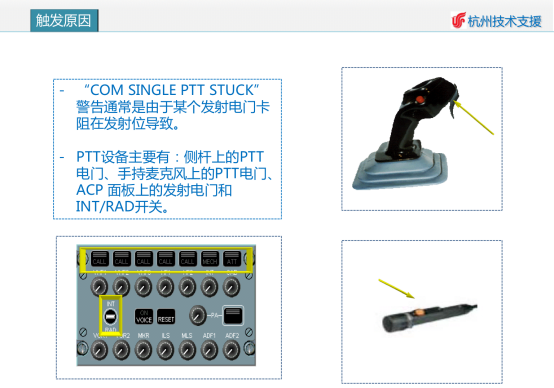 触发原因
杭州技术支援
- “COM SINGLE PTT STUCK”
警告通常是由于某个发射电门卡
阻在发射位导致。
- PTT设备主要有：侧杆上的PTT
电门、手持麦克风上的PTT电门、
ACP 面板上的发射电门和
INT/RAD开关。
CALL CALL CALL CALL CALL MECH ATT
INT
RAD
ON
VOICE
RESET
PA
MKR ILS MLS ADF1 ADF2